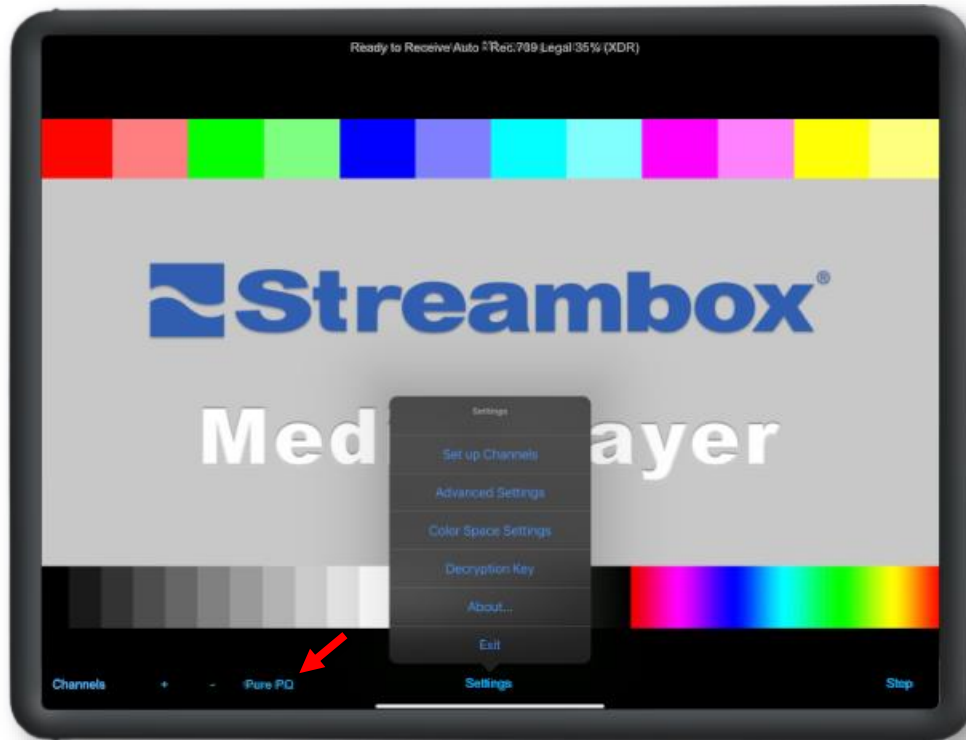 Ready to Receive Auto Rec.709 Legal 35% (XDR)
Streambox®
Med ayer
Settings
Set up Channels
Advanced Settings
Color Space Settings
Decryption Key
About...
Exit
Channels + - Pure PQ Settings Stop